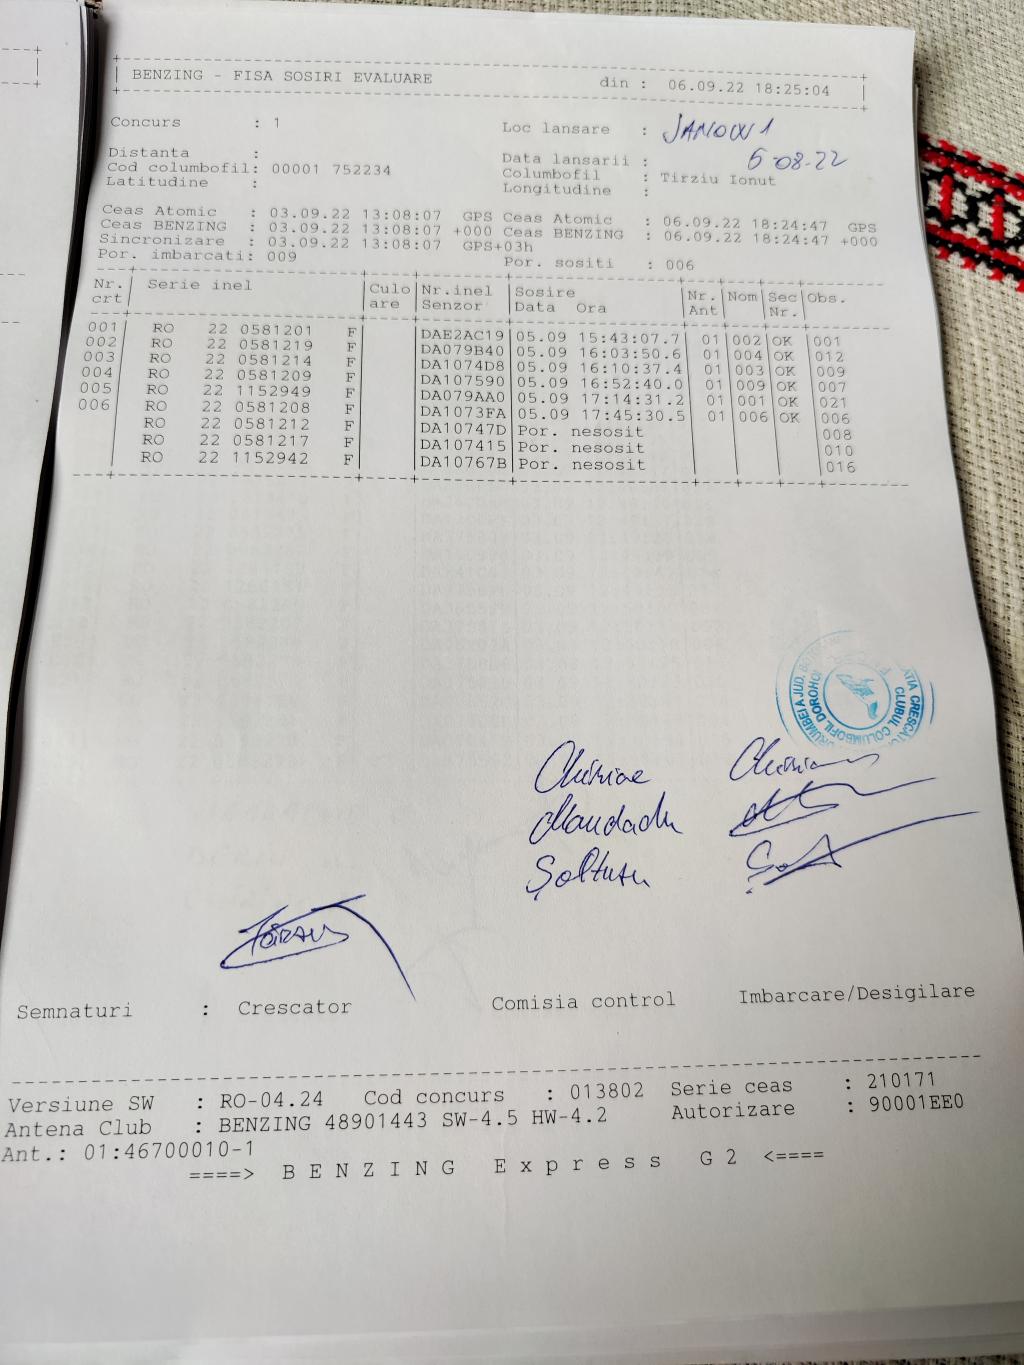 BENZING - FISA SOSIRI EVALUARE din : 06.09.22 18:25:04
Concurs : 1 Loc lansare : JANOW 1
Distanta : Data lansarii : 5-08-22
Cod columbofil: 00001 752234 Columbofil : Tirziu Ionut
Latitudine : Longitudine :
Ceas Atomic : 03.09.22 13:08:07 GPS Ceas Atomic : 06.09.22 18:24:47 GPS
Ceas BENZING : 03.09.22 13:08:07 +000 Ceas BENZING : 06.09.22 18:24:47 +000
Sincronizare : 03.09.22 13:08:07 GPS+03h
Por. imbarcati: 009 Por. sositi : 006
Nr. Serie inel Culo Nr.inel Sosire Nr. Nom Sec Obs.
crt are Senzor Data Ora Ant Nr.
001 RO 22 0581201 F DAE2AC19 05.09 15:43:07.7 01 002 OK 001
002 RO 22 0581219 F DA079B40 05.09 16:03:50.6 01 004 OK 012
003 RO 22 0581214 F DA1074D8 05.09 16:10:37.4 01 003 OK 009
004 RO 22 0581209 F DA107590 05.09 16:52:40.0 01 009 OK 007
005 RO 22 1152949 F DA079AA0 05.09 17:14:31.2 01 001 OK 021
006 RO 22 0581208 F DA1073FA 05.09 17:45:30.5 01 006 OK 006
RO 22 0581212 F DA10747D Por. nesosit 008
RO 22 0581217 F DA107415 Por. nesosit 010
RO 22 1152942 F DA10767B Por. nesosit 016
CLUBUL COLUMBOFIL DOROHOI
Semnaturi : Crescator Comisia control Imbarcare/Desigilare
Versiune SW : RO-04.24 Cod concurs : 013802 Serie ceas : 210171
Antena Club : BENZING 48901443 SW-4.5 HW-4.2 Autorizare : 90001EE0
Ant.: 01:46700010-1
====> BENZING Express G2 <====